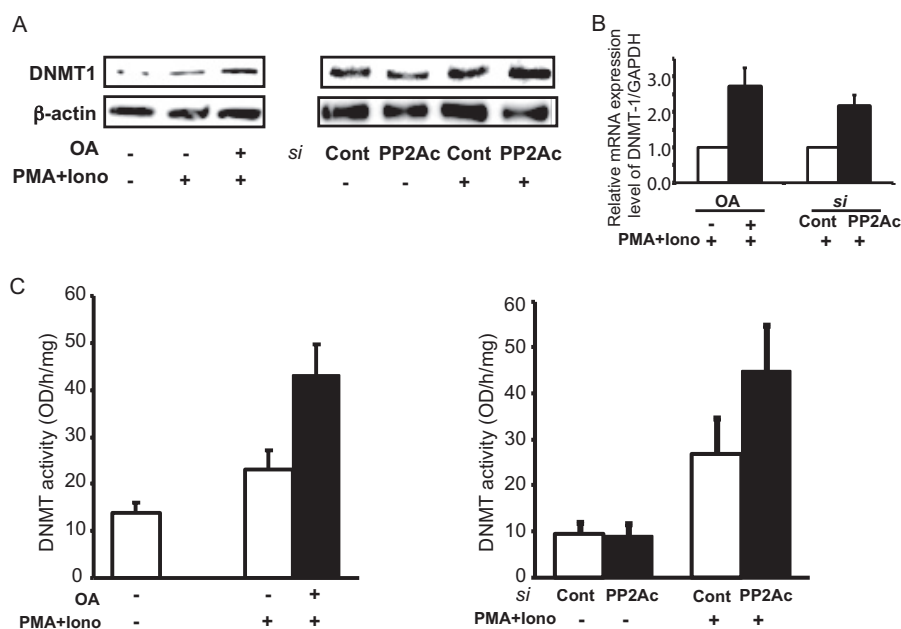 A
DNMT1
β-actin
OA - - +
PMA+Iono - + +
si Cont PP2Ac Cont PP2Ac
- - + +
B
Relative mRNA expression
level of DNMT-1/GAPDH
3.0
2.0
1.0
0.0
OA si
- + Cont PP2Ac
PMA+Iono + + + +
C
DNMT activity (OD/h/mg)
60
50
40
30
20
10
0
OA - - +
PMA+Iono - + +
DNMT activity (OD/h/mg)
60
50
40
30
20
10
0
si Cont PP2Ac Cont PP2Ac
PMA+Iono - - + +